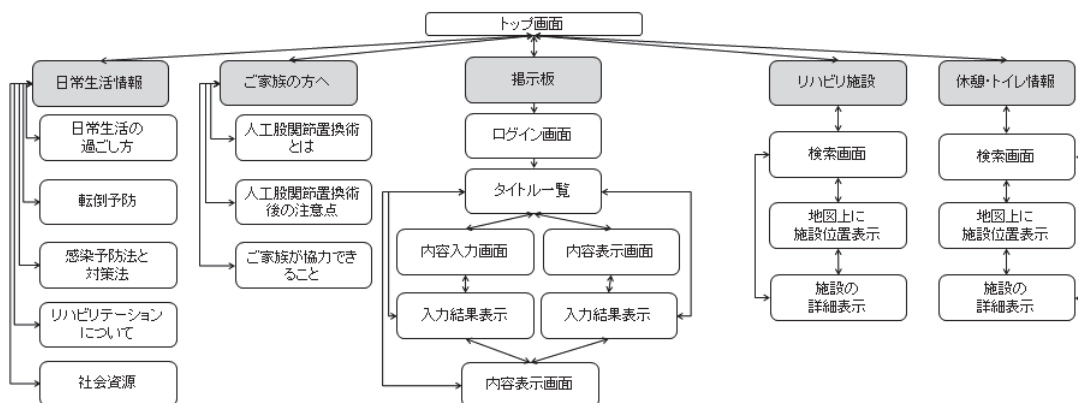 トップ画面
日常生活情報
日常生活の
過ごし方
転倒予防
感染予防法と
対策法
リハビリテーション
について
社会資源
ご家族の方へ
人工股関節置換術
とは
人工股関節置換術
後の注意点
ご家族が協力でき
ること
掲示板
ログイン画面
タイトル一覧
内容入力画面
内容表示画面
入力結果表示
入力結果表示
内容表示画面
リハビリ施設
検索画面
地図上に
施設位置表示
施設の
詳細表示
休憩・トイレ情報
検索画面
地図上に
施設位置表示
施設の
詳細表示